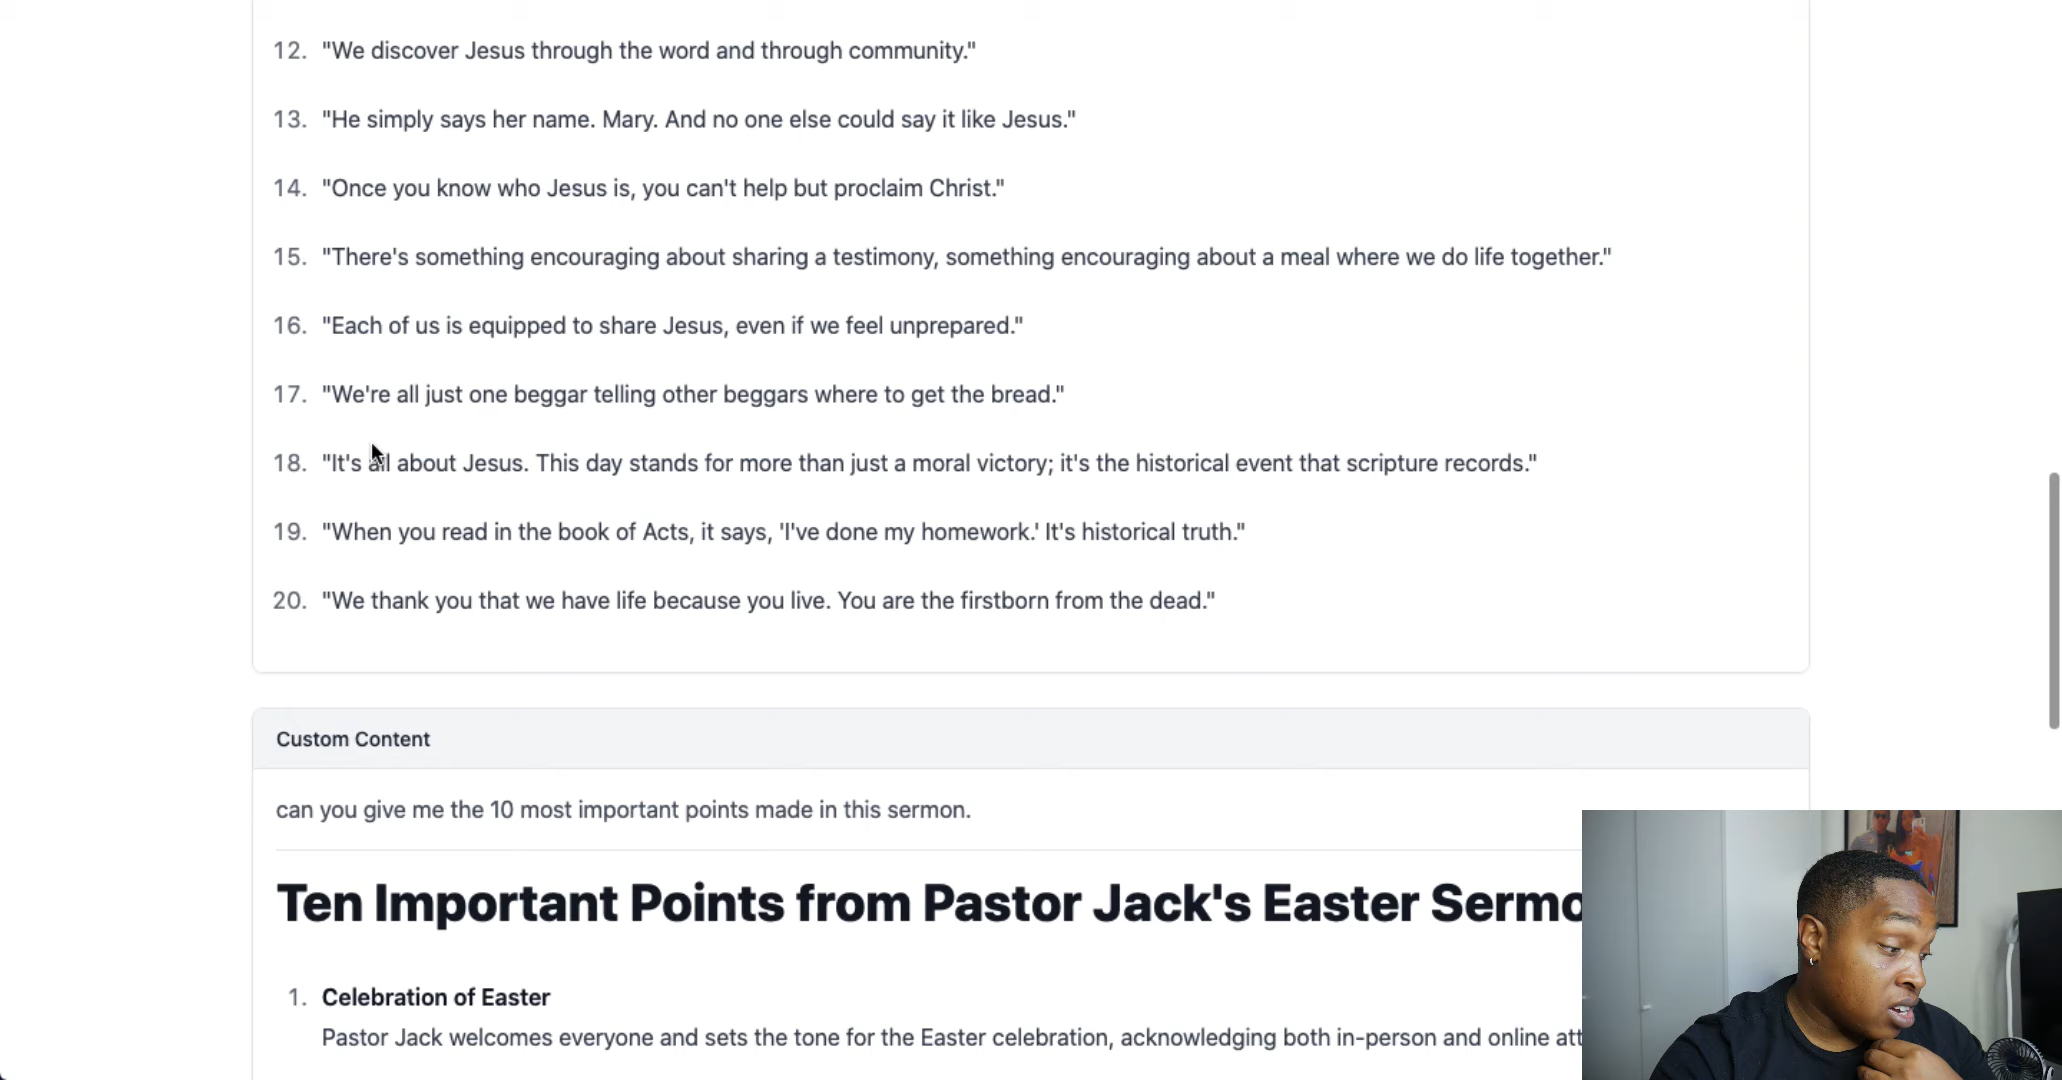 12. "We discover Jesus through the word and through community."
13. "He simply says her name. Mary. And no one else could say it like Jesus."
14. "Once you know who Jesus is, you can't help but proclaim Christ."
15. "There's something encouraging about sharing a testimony, something encouraging about a meal where we do life together."
16. "Each of us is equipped to share Jesus, even if we feel unprepared."
17. "We're all just one beggar telling other beggars where to get the bread."
18. "It's all about Jesus. This day stands for more than just a moral victory; it's the historical event that scripture records."
19. "When you read in the book of Acts, it says, 'I've done my homework.' It's historical truth."
20. "We thank you that we have life because you live. You are the firstborn from the dead."
Custom Content
can you give me the 10 most important points made in this sermon.
Ten Important Points from Pastor Jack's Easter Sermo
1. Celebration of Easter
Pastor Jack welcomes everyone and sets the tone for the Easter celebration, acknowledging both in-person and online att